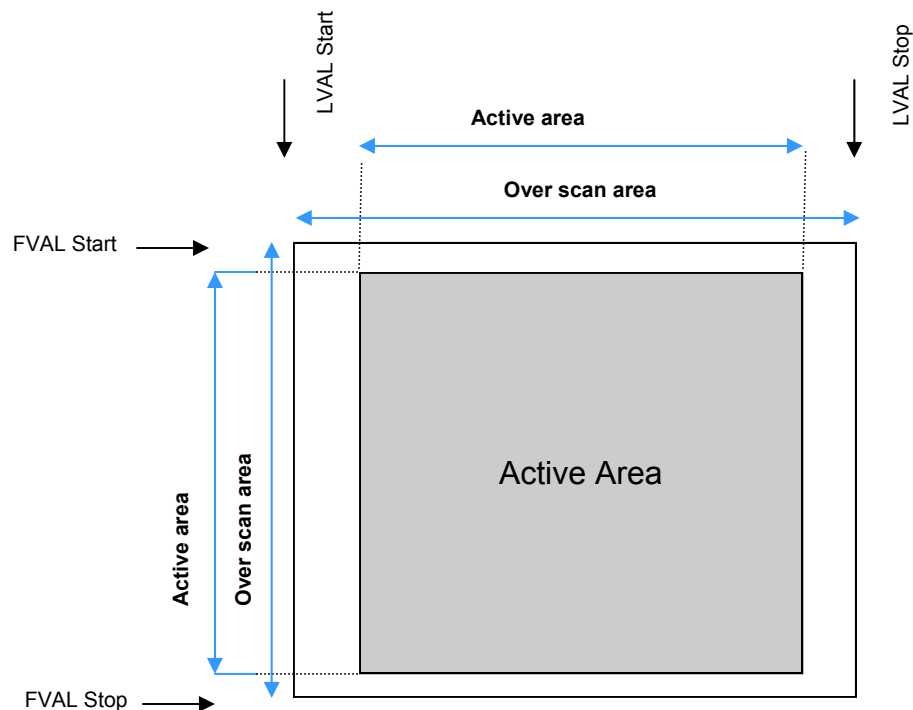 LVAL Start
LVAL Stop
Active area
Over scan area
FVAL Start
Active Area
Active area
Over scan area
FVAL Stop